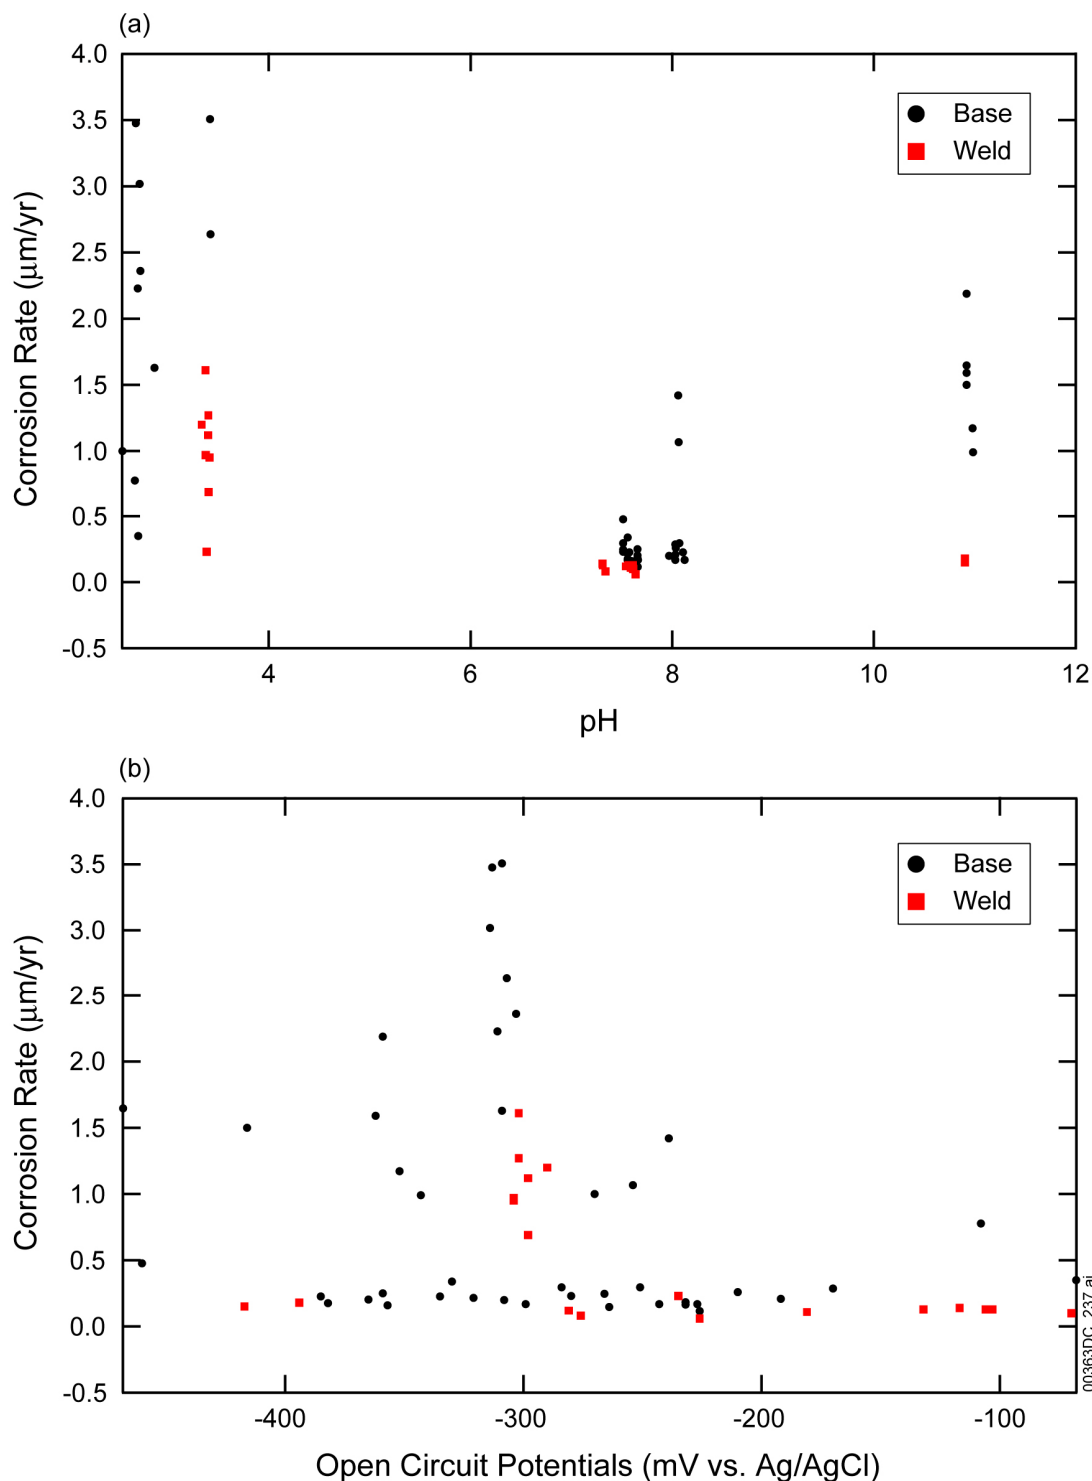 (a)
4.0
3.5
3.0
2.5
2.0
1.5
1.0
0.5
0.0
-0.5
Corrosion Rate (μm/yr)
Base
Weld
4 6 8 10 12
pH
(b)
4.0
3.5
3.0
2.5
2.0
1.5
1.0
0.5
0.0
-0.5
Corrosion Rate (μm/yr)
Base
Weld
-400 -300 -200 -100
Open Circuit Potentials (mV vs. Ag/AgCl)
00363DC_237.ai